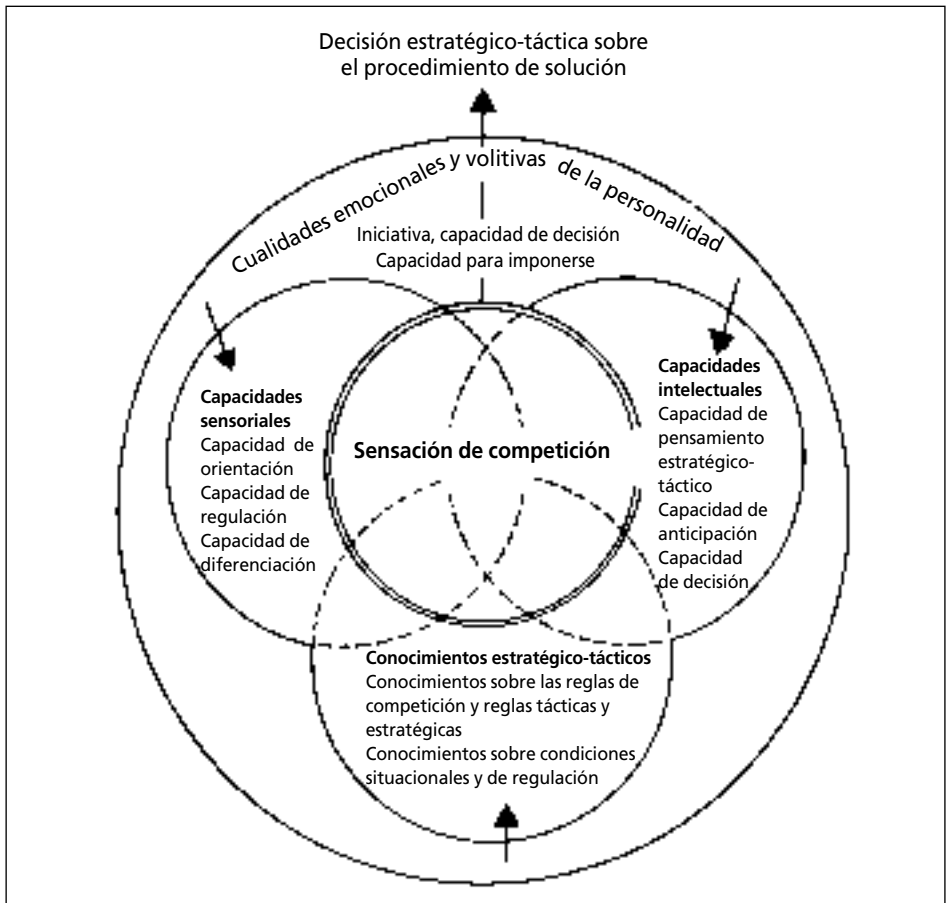 Decisión estratégico-táctica sobre
el procedimiento de solución
Cualidades emocionales y volitivas de la personalidad
Iniciativa, capacidad de decisión
Capacidad para imponerse
Capacidades
sensoriales
Capacidad de
orientación
Capacidad de
regulación
Capacidad de
diferenciación
Sensación de competición
Capacidades
intelectuales
Capacidad de
pensamiento
estratégico-
táctico
Capacidad de
anticipación
Capacidad
de decisión
Conocimientos estratégico-tácticos
Conocimientos sobre las reglas de
competición y reglas tácticas y
estratégicas
Conocimientos sobre condiciones
situacionales y de regulación